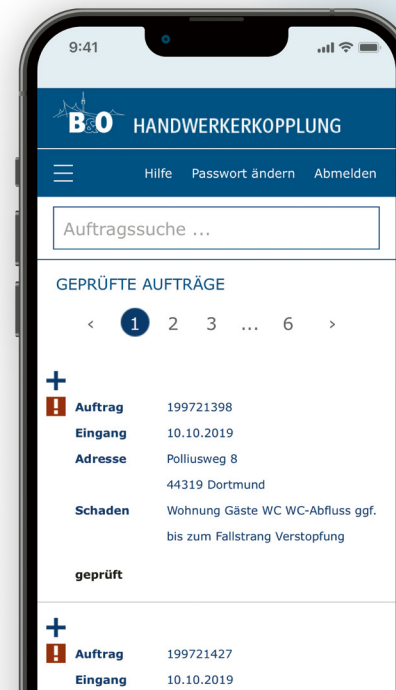 9:41
B&O HANDWERKERKOPPLUNG
Hilfe Passwort ändern Abmelden
Auftragssuche ...
GEPRÜFTE AUFTRÄGE
‹ 1 2 3 ... 6 ›
Auftrag 199721398
Eingang 10.10.2019
Adresse Polliusweg 8
44319 Dortmund
Schaden Wohnung Gäste WC WC-Abfluss ggf.
bis zum Fallstrang Verstopfung
geprüft
Auftrag 199721427
Eingang 10.10.2019